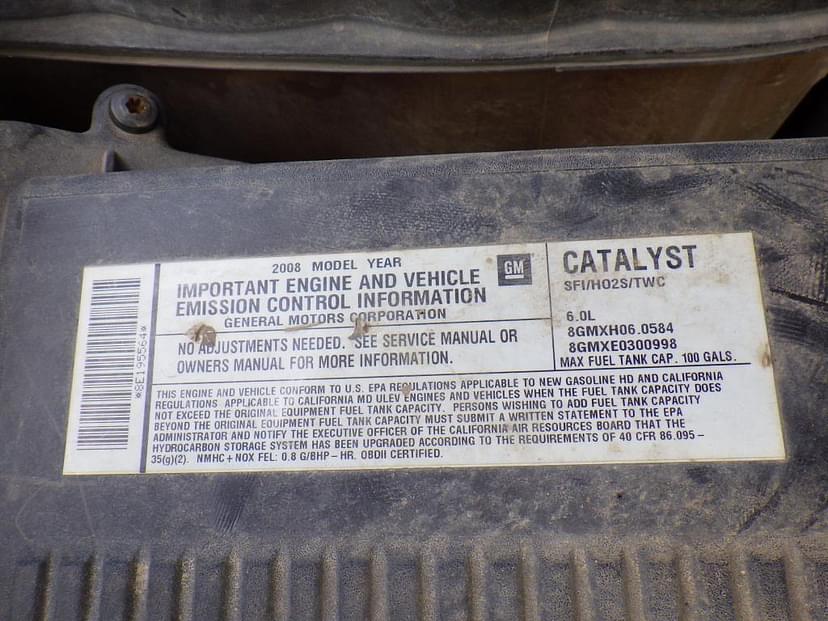 *8E195564*
2008 MODEL YEAR
IMPORTANT ENGINE AND VEHICLE
EMISSION CONTROL INFORMATION
GENERAL MOTORS CORPORATION
GM
NO ADJUSTMENTS NEEDED. SEE SERVICE MANUAL OR
OWNERS MANUAL FOR MORE INFORMATION.
CATALYST
SFI/HO2S/TWC
6.0L
8GMXH06.0584
8GMXE0300998
MAX FUEL TANK CAP. 100 GALS.
THIS ENGINE AND VEHICLE CONFORM TO U.S. EPA REGULATIONS APPLICABLE TO NEW GASOLINE HD AND CALIFORNIA
REGULATIONS APPLICABLE TO CALIFORNIA MD ULEV ENGINES AND VEHICLES WHEN THE FUEL TANK CAPACITY DOES
NOT EXCEED THE ORIGINAL EQUIPMENT FUEL TANK CAPACITY. PERSONS WISHING TO ADD FUEL TANK CAPACITY
BEYOND THE ORIGINAL EQUIPMENT FUEL TANK CAPACITY MUST SUBMIT A WRITTEN STATEMENT TO THE EPA
ADMINISTRATOR AND NOTIFY THE EXECUTIVE OFFICER OF THE CALIFORNIA AIR RESOURCES BOARD THAT THE
HYDROCARBON STORAGE SYSTEM HAS BEEN UPGRADED ACCORDING TO THE REQUIREMENTS OF 40 CFR 86.095–
35(g)(2). NMHC + NOX FEL: 0.8 G/BHP – HR. OBDII CERTIFIED.